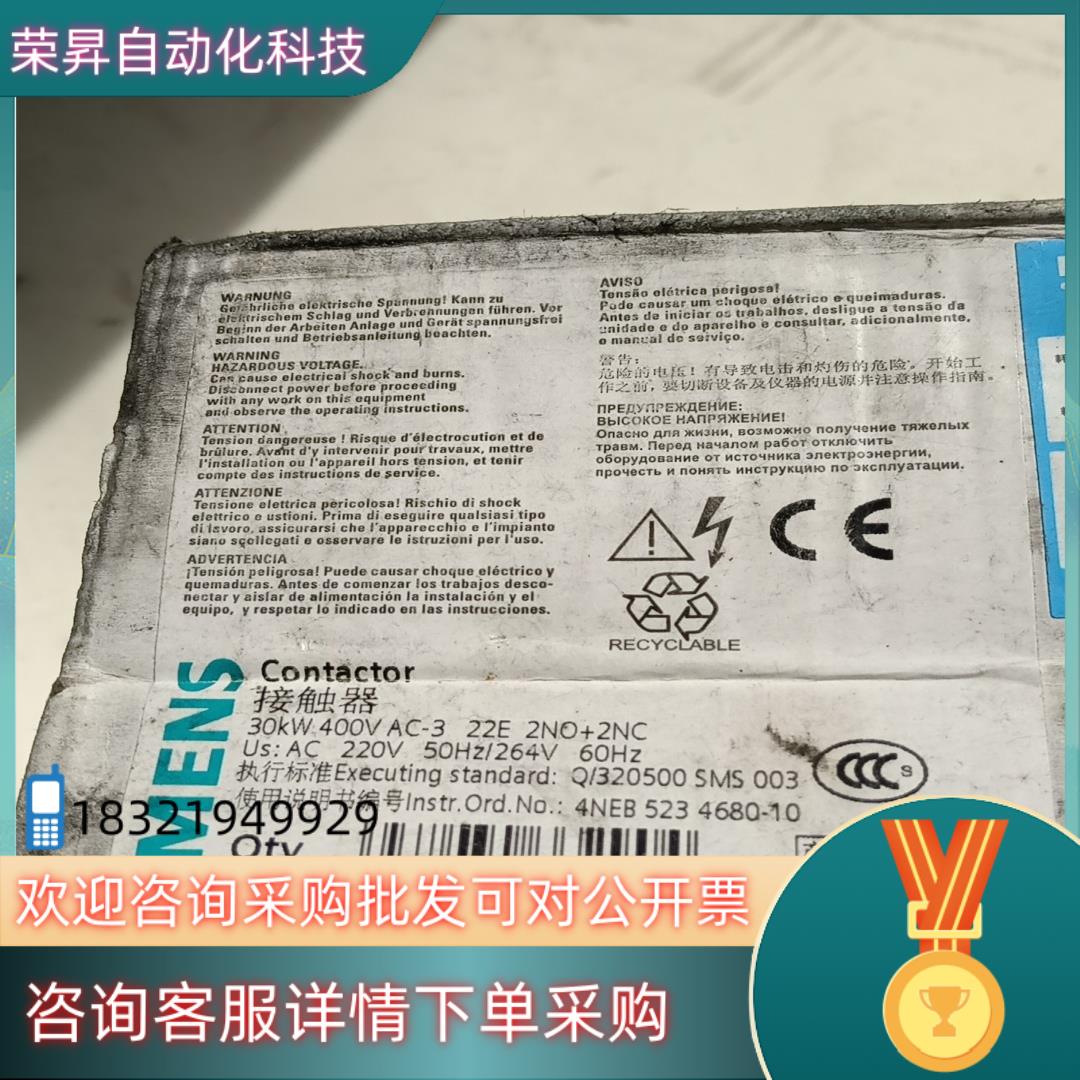 荣昇自动化科技
WARNUNG
Gefährliche elektrische Spannung! Kann zu
elektrischem Schlag und Verbrennungen führen. Vor
Beginn der Arbeiten Anlage und Gerät spannungsfrei
schalten und Betriebsanleitung beachten.
WARNING
HAZARDOUS VOLTAGE.
Can cause electrical shock and burns.
Disconnect power before proceeding
with any work on this equipment
and observe the operating instructions.
ATTENTION
Tension dangereuse ! Risque d'électrocution et de
brûlure. Avant d'y intervenir pour travaux, mettre
l'installation ou l'appareil hors tension, et tenir
compte des instructions de service.
ATTENZIONE
Tensione elettrica pericolosa! Rischio di shock
elettrico e ustioni. Prima di eseguire qualsiasi tipo
di lavoro, assicurarsi che l'apparecchio e l'impianto
siano scollegati e osservare le istruzioni per l'uso.
ADVERTENCIA
¡Tensión peligrosa! Puede causar choque eléctrico y
quemaduras. Antes de comenzar los trabajos desco-
nectar y aislar de alimentación la instalación y el
equipo, y respetar lo indicado en las instrucciones.
AVISO
Tensão elétrica perigosa!
Pode causar um choque elétrico e queimaduras.
Antes de iniciar os trabalhos, desligue a tensão da
unidade e do aparelho e consultar, adicionalmente,
o manual de serviço.
警告:
危险的电压!有导致电击和灼伤的危险。开始工
作之前,要切断设备及仪器的电源并注意操作指南。
ПРЕДУПРЕЖДЕНИЕ:
ВЫСОКОЕ НАПРЯЖЕНИЕ!
Опасно для жизни, возможно получение тяжелых
травм. Перед началом работ отключить
оборудование от источника электроэнергии,
прочесть и понять инструкцию по эксплуатации.
CE
RECYCLABLE
MENS
Contactor
接触器
30kW 400V AC-3 22E 2NO+2NC
Us: AC 220V 50Hz/264V 60Hz
执行标准Executing standard: Q/320500 SMS 003
CCC S
使用说明书编号Instr.Ord.No.: 4NEB 523 4680-10
18321949929
Qty
欢迎咨询采购批发可对公开票
咨询客服详情下单采购